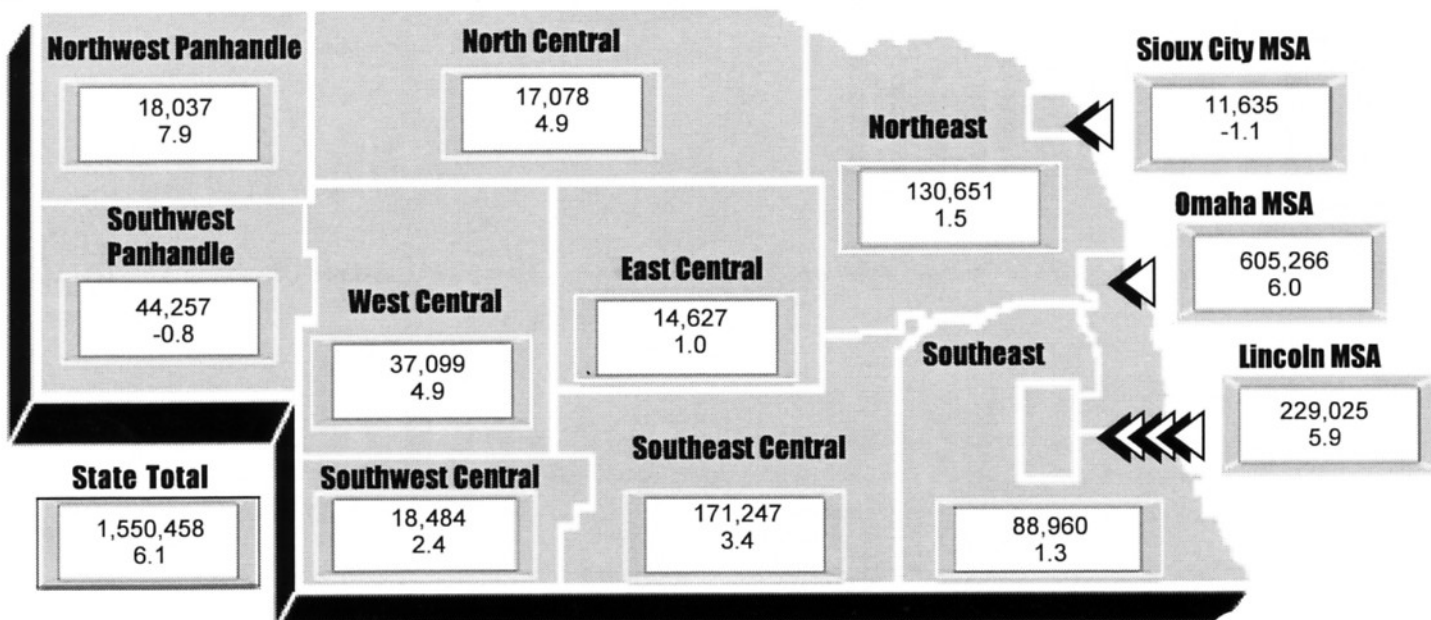 Northwest Panhandle
18,037
7.9
North Central
17,078
4.9
Sioux City MSA
11,635
-1.1
Northeast
130,651
1.5
Southwest
Panhandle
44,257
-0.8
Omaha MSA
605,266
6.0
West Central
37,099
4.9
East Central
14,627
1.0
Southeast
88,960
1.3
Lincoln MSA
229,025
5.9
State Total
1,550,458
6.1
Southwest Central
18,484
2.4
Southeast Central
171,247
3.4